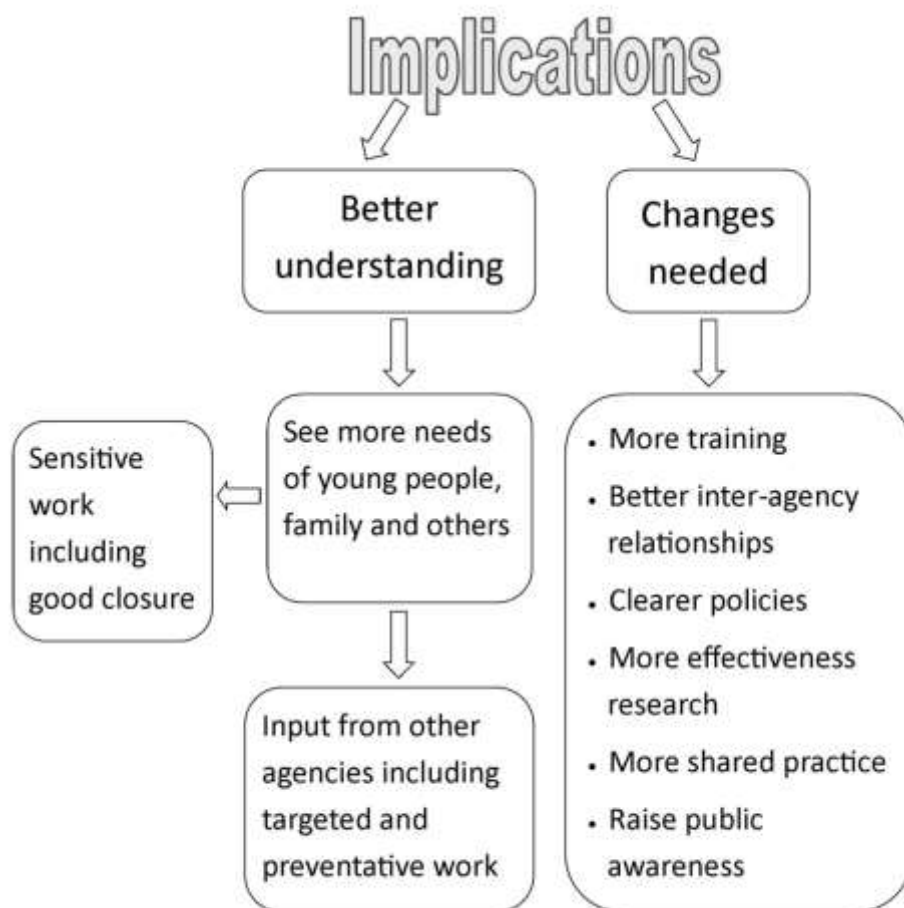 Implications
Better
understanding
Changes
needed
See more needs
of young people,
family and others
Sensitive
work
including
good closure
Input from other
agencies including
targeted and
preventative work
• More training
• Better inter-agency
relationships
• Clearer policies
• More effectiveness
research
• More shared practice
• Raise public
awareness